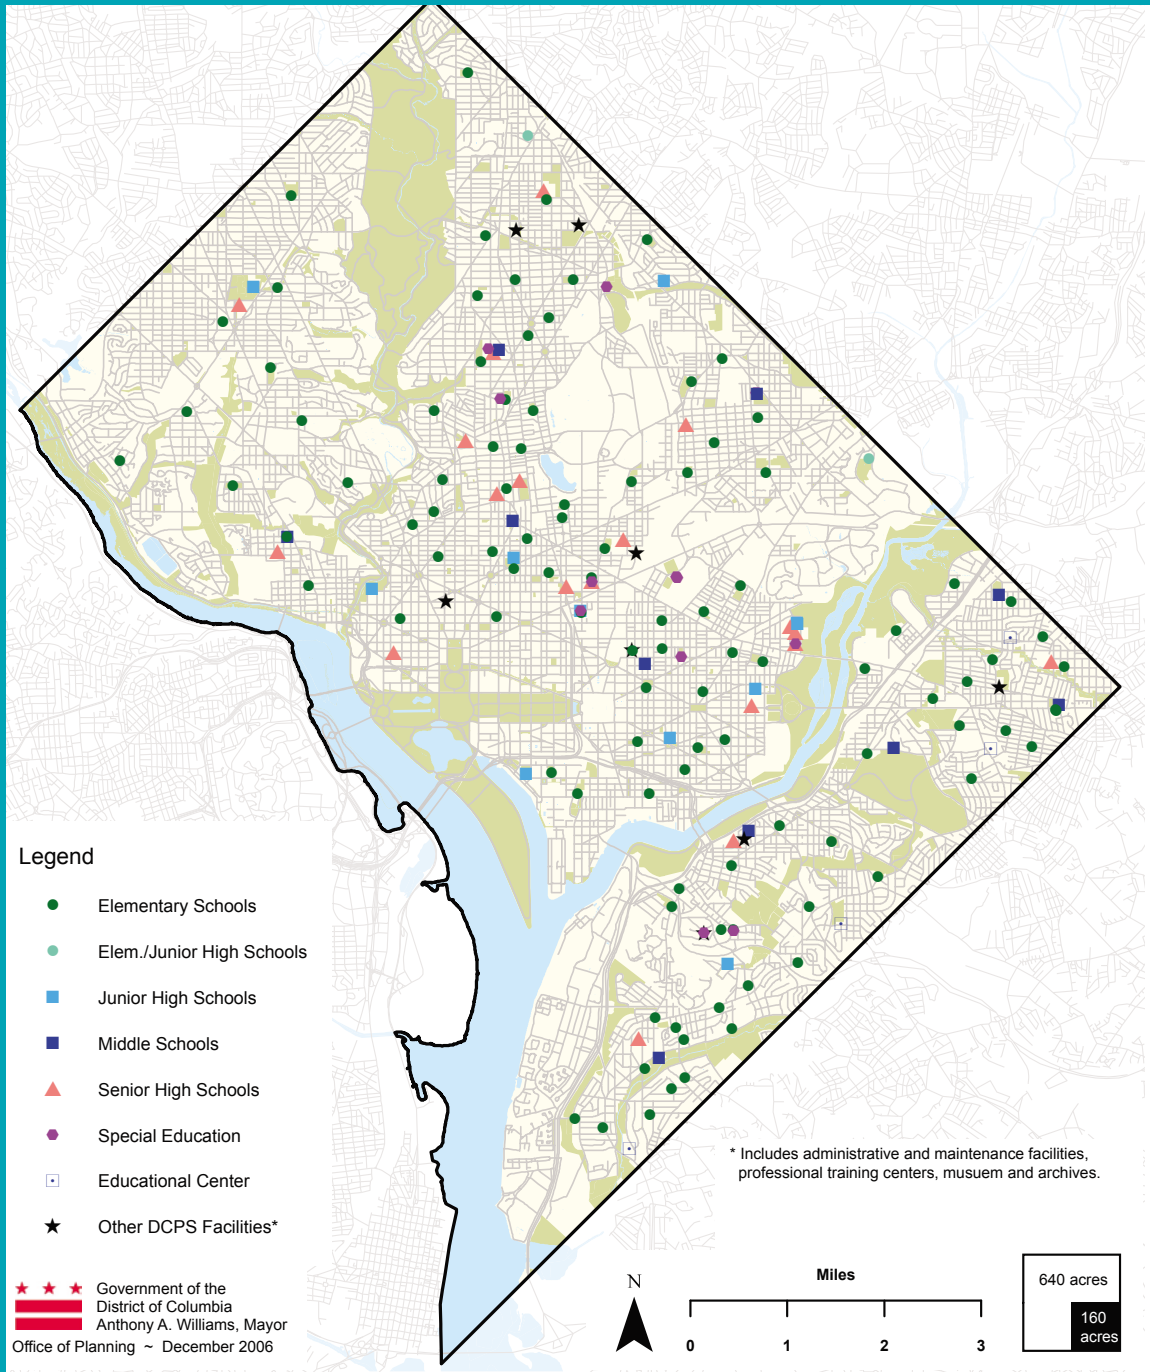 Legend
Elementary Schools
Elem./Junior High Schools
Junior High Schools
Middle Schools
Senior High Schools
Special Education
Educational Center
Other DCPS Facilities*
* Includes administrative and maintenance facilities,
professional training centers, musuem and archives.
Government of the
District of Columbia
Anthony A. Williams, Mayor
Office of Planning ~ December 2006
N
Miles
0 1 2 3
640 acres
160
acres